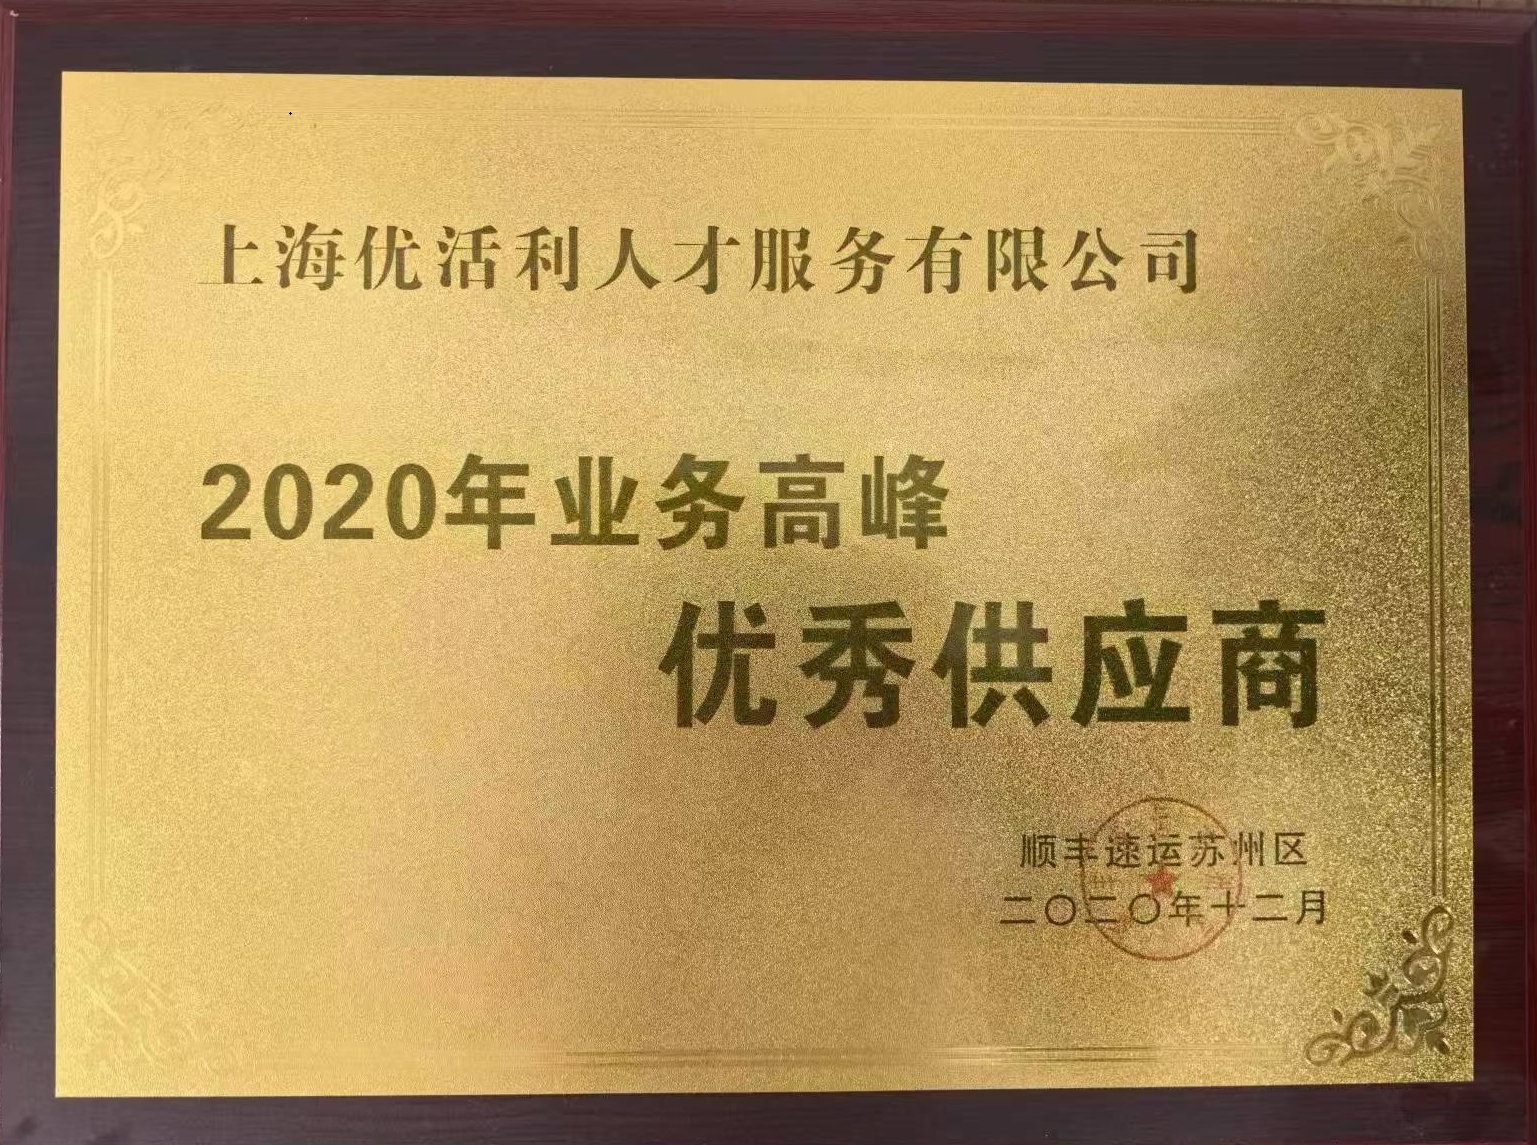 上海优活利人才服务有限公司
2020年业务高峰
优秀供应商
顺丰速运苏州区
二〇二〇年十二月